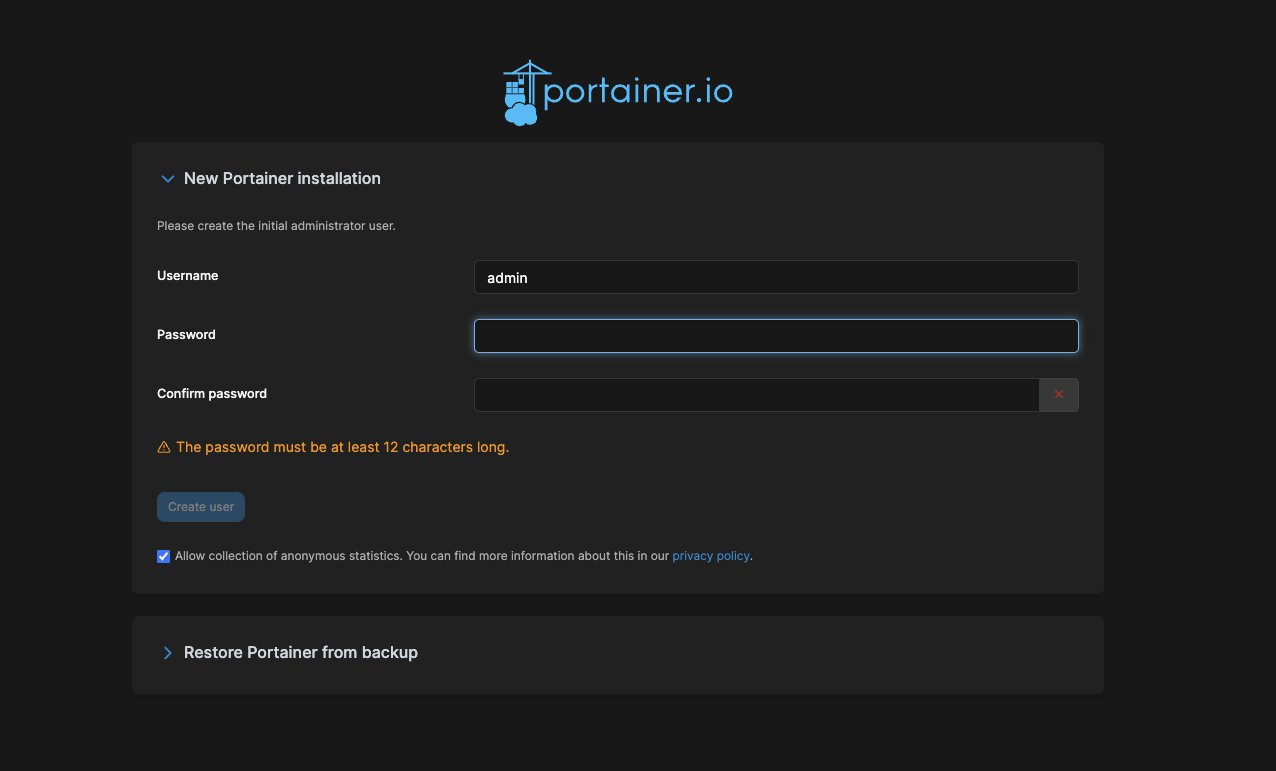 portainer.io
New Portainer installation
Please create the initial administrator user.
Username
admin
Password
Confirm password
The password must be at least 12 characters long.
Create user
Allow collection of anonymous statistics. You can find more information about this in our privacy policy.
Restore Portainer from backup